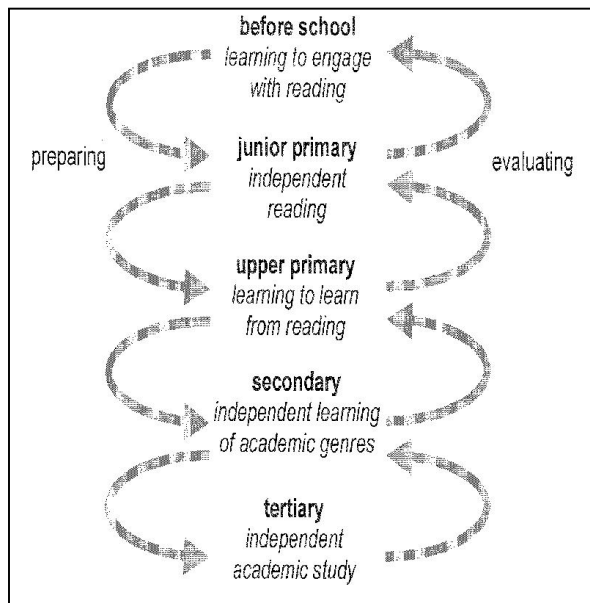 before school
learning to engage
with reading
preparing
junior primary
evaluating
independent
reading
upper primary
learning to learn
from reading
secondary
independent learning
of academic genres
tertiary
independent
academic study